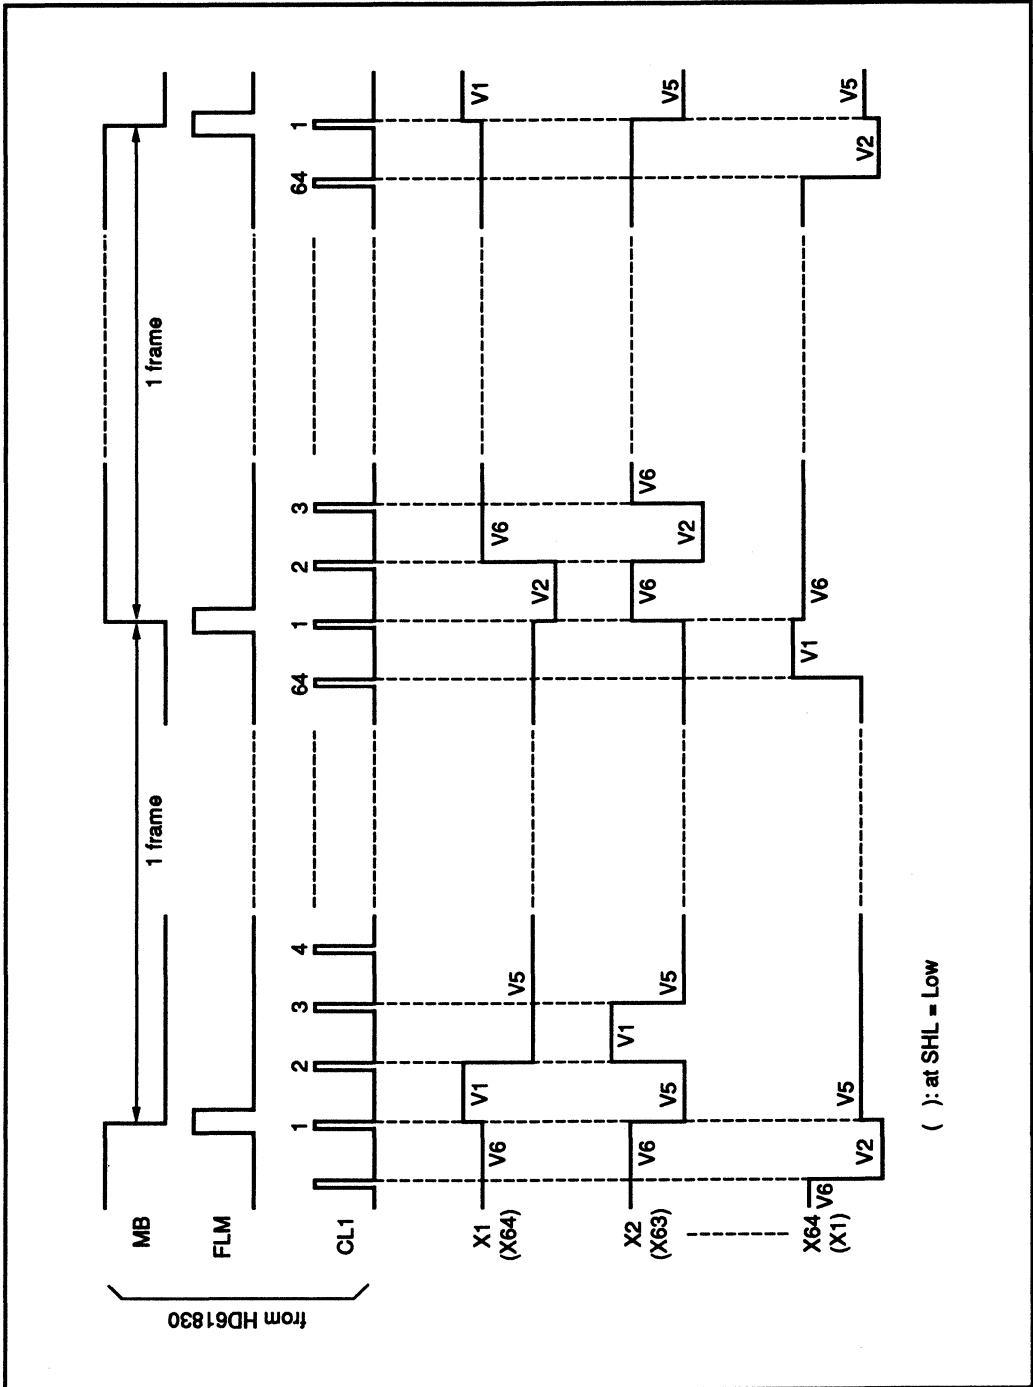 from HD61830
MB
1 frame
1 frame
FLM
CL1
1 2 3 4 64 1 2 3 64 1
X1
(X64)
V6 V1 V5 V2 V6 V1
X2
(X63)
V6 V5 V1 V5 V6 V2 V6 V5
X64
(X1)
V6 V2 V5 V1 V6 V2 V5
( ): at SHL = Low